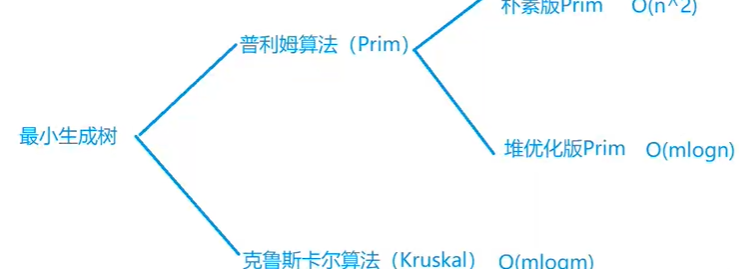 朴素版Prim O(n^2)
普利姆算法（Prim）
最小生成树
堆优化版Prim O(mlogn)
克鲁斯卡尔算法（Kruskal） O(mlogm)